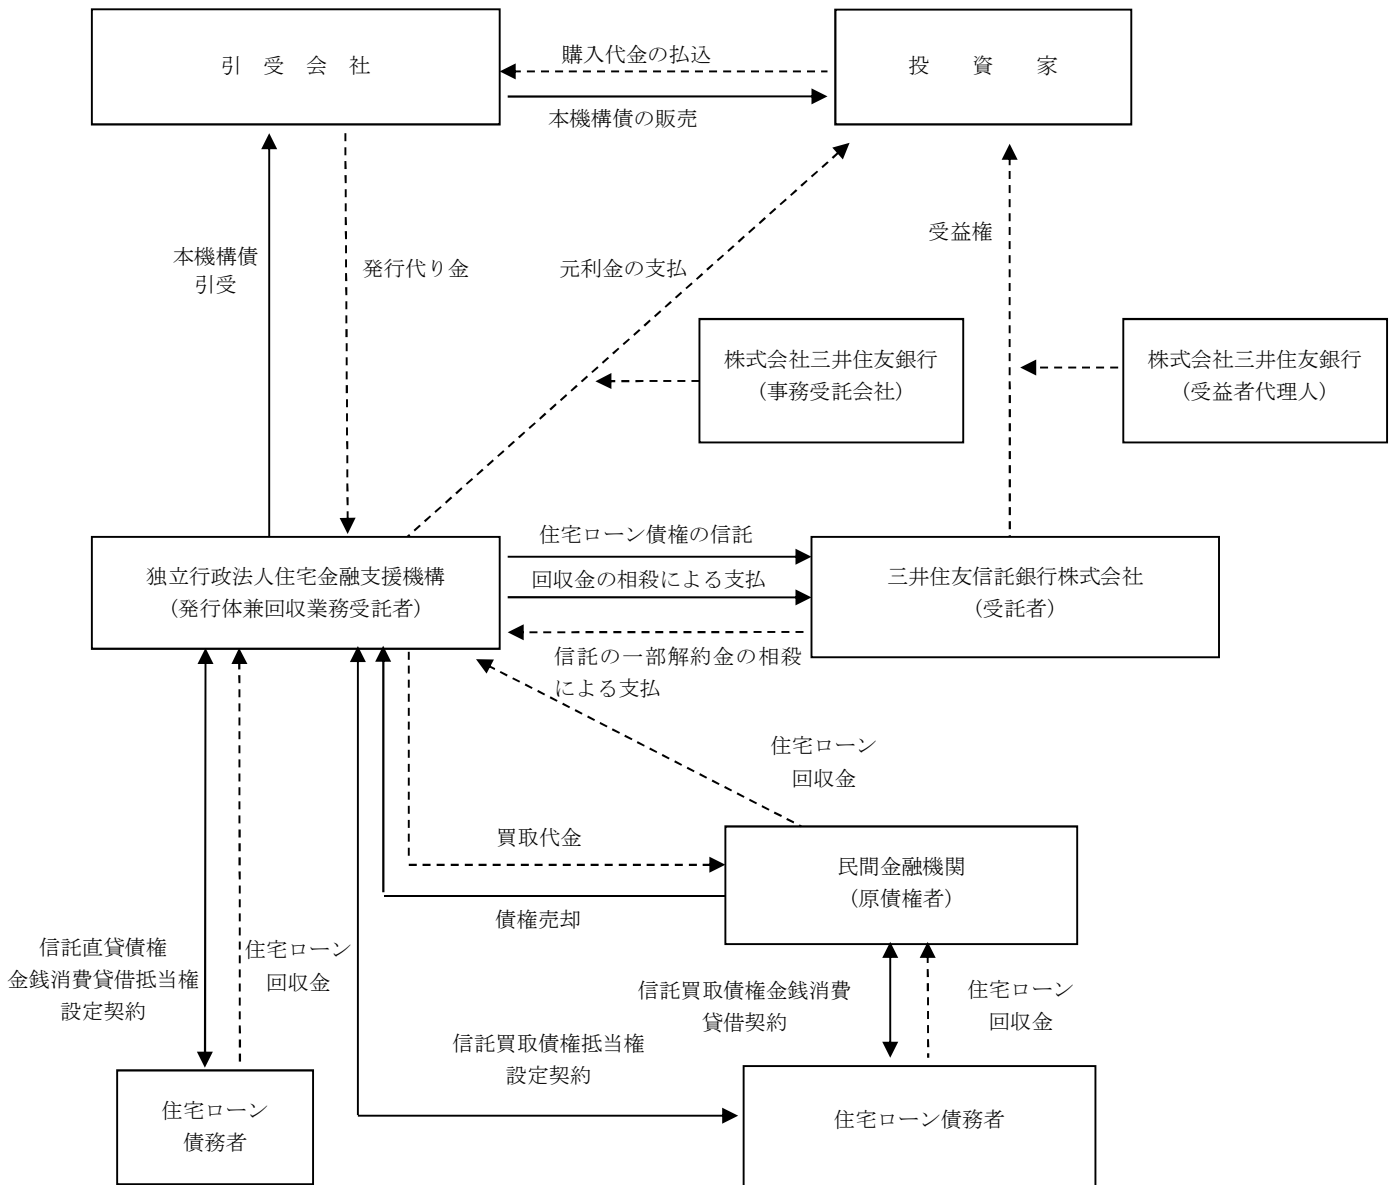 引 受 会 社
購入代金の払込
投 資 家
本機構債の販売
本機構債
引受
発行代り金
元利金の支払
受益権
株式会社三井住友銀行
（事務受託会社）
株式会社三井住友銀行
（受益者代理人）
独立行政法人住宅金融支援機構
（発行体兼回収業務受託者）
住宅ローン債権の信託
回収金の相殺による支払
三井住友信託銀行株式会社
（受託者）
信託の一部解約金の相殺
による支払
住宅ローン
回収金
買取代金
民間金融機関
（原債権者）
債権売却
信託直貸債権
金銭消費貸借抵当権
設定契約
住宅ローン
回収金
信託買取債権金銭消費
貸借契約
住宅ローン
回収金
信託買取債権抵当権
設定契約
住宅ローン
債務者
住宅ローン債務者